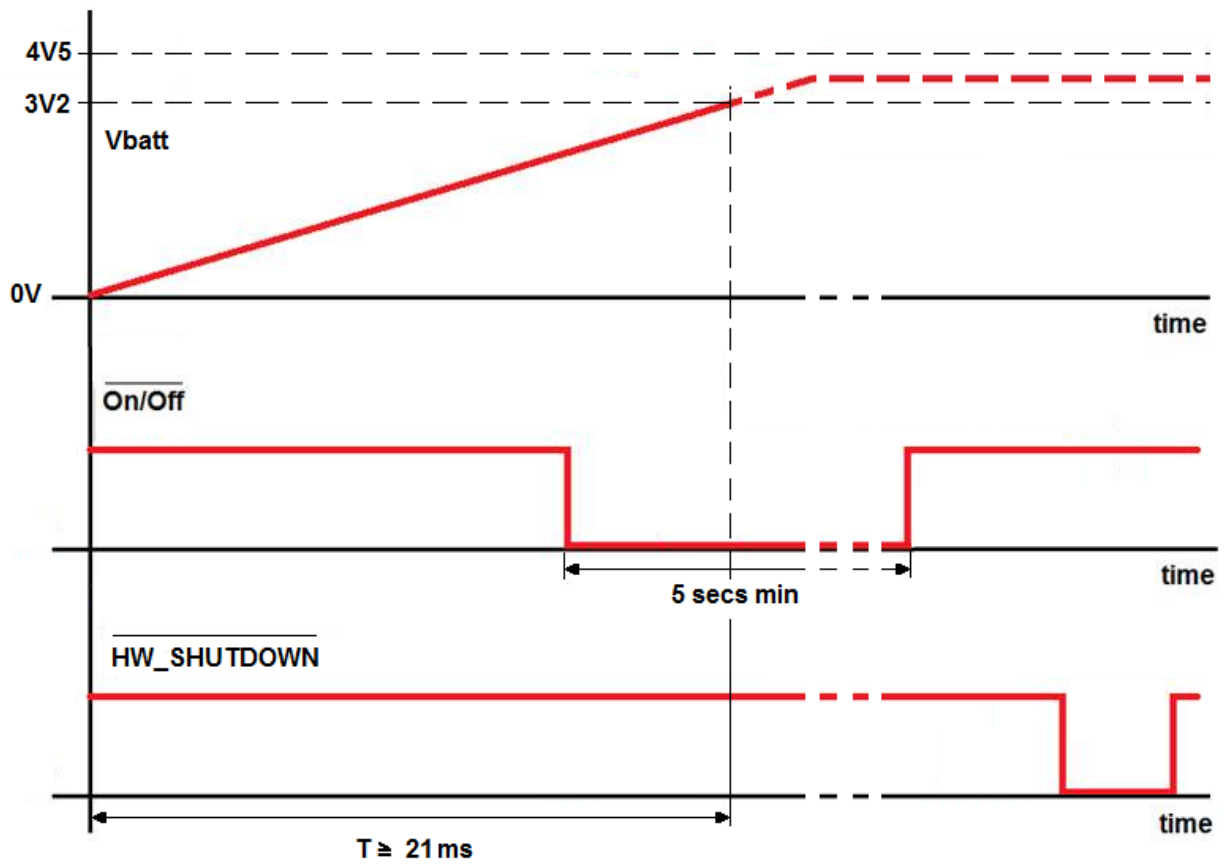 4V5
3V2
Vbatt
0V
time
On/Off
time
5 secs min
HW_SHUTDOWN
time
T ≧ 21 ms